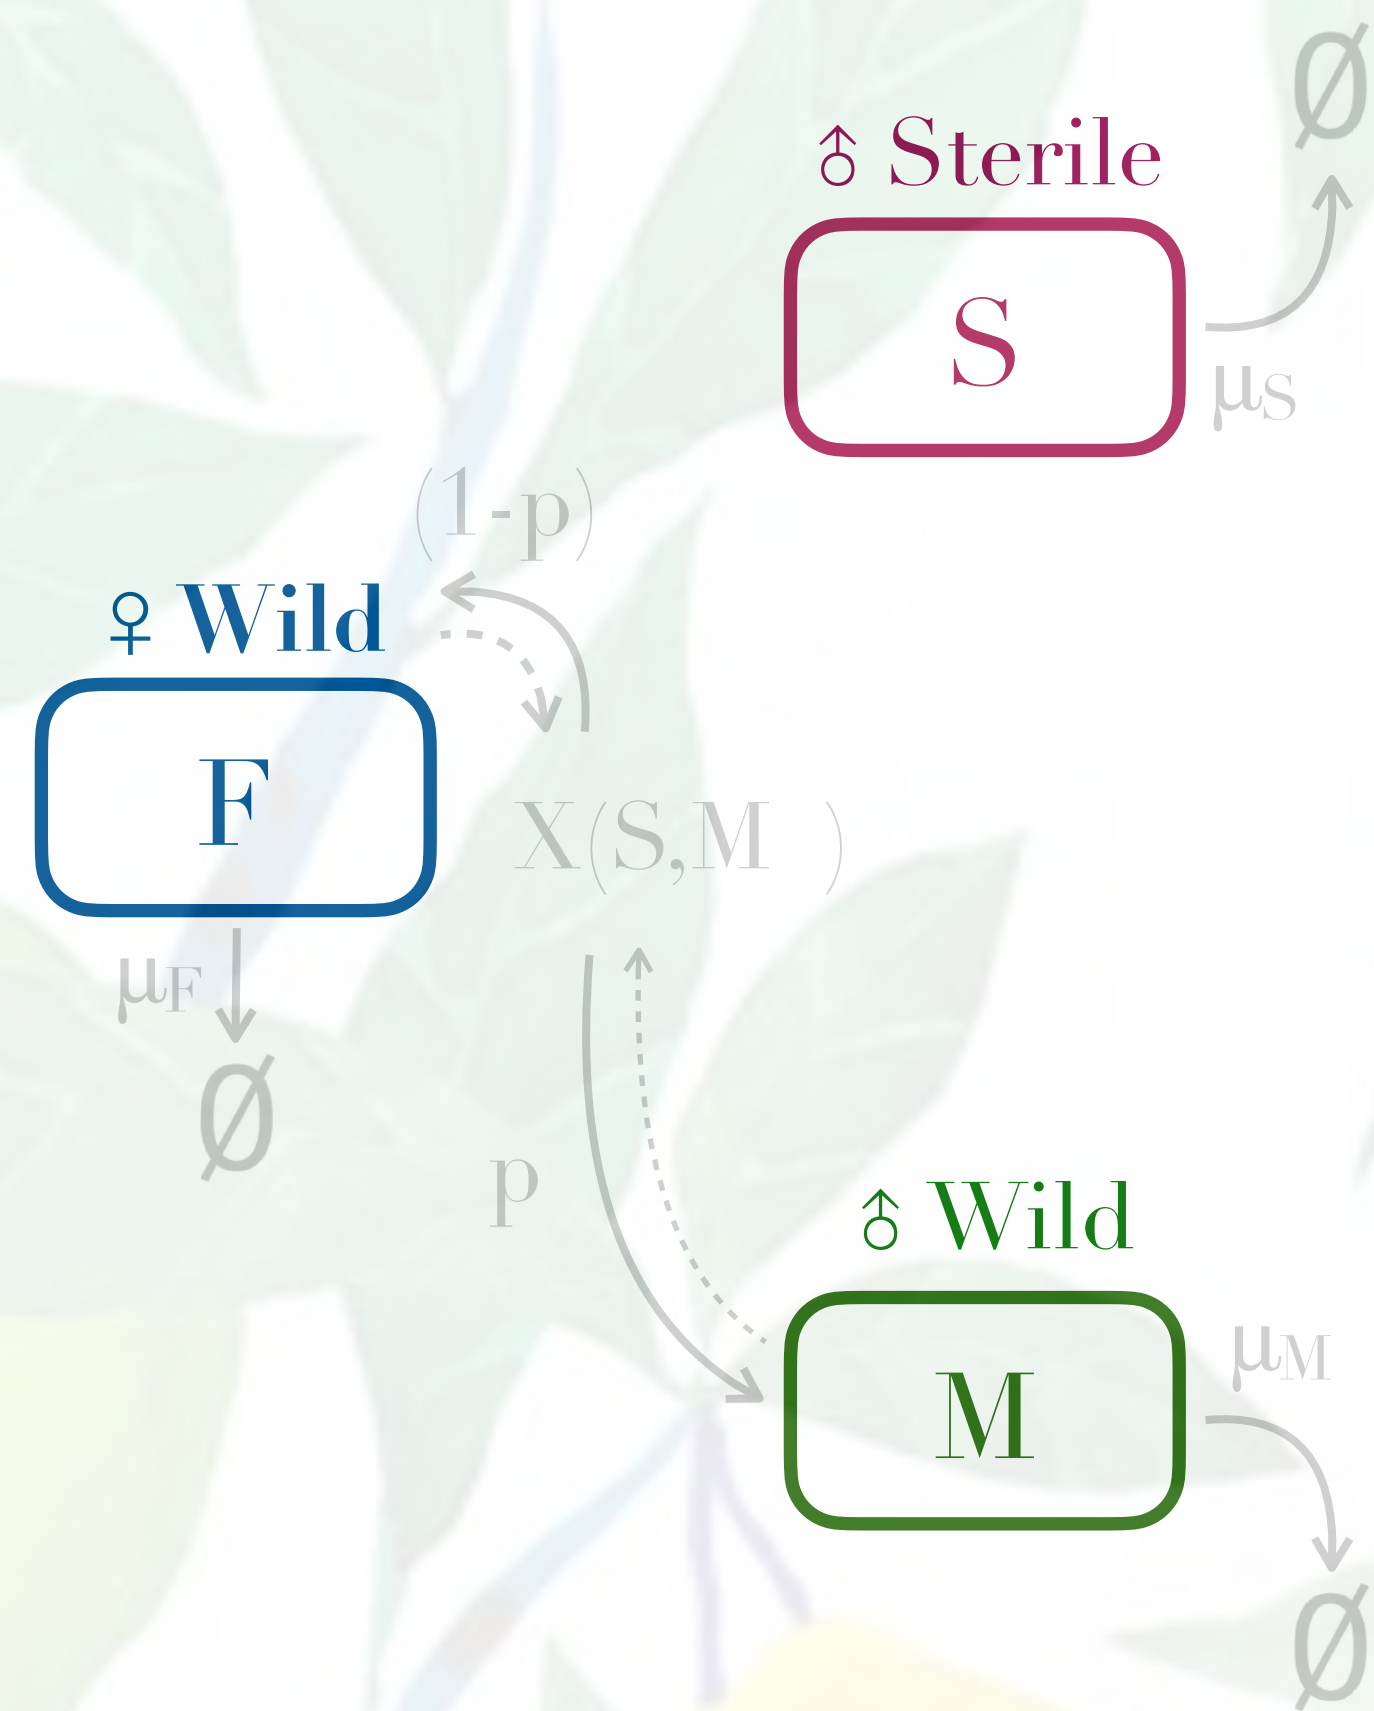 Ø
♂ Sterile
S
μS
(1-p)
♀ Wild
F
X(S,M )
μF
Ø
p
♂ Wild
M
μM
Ø